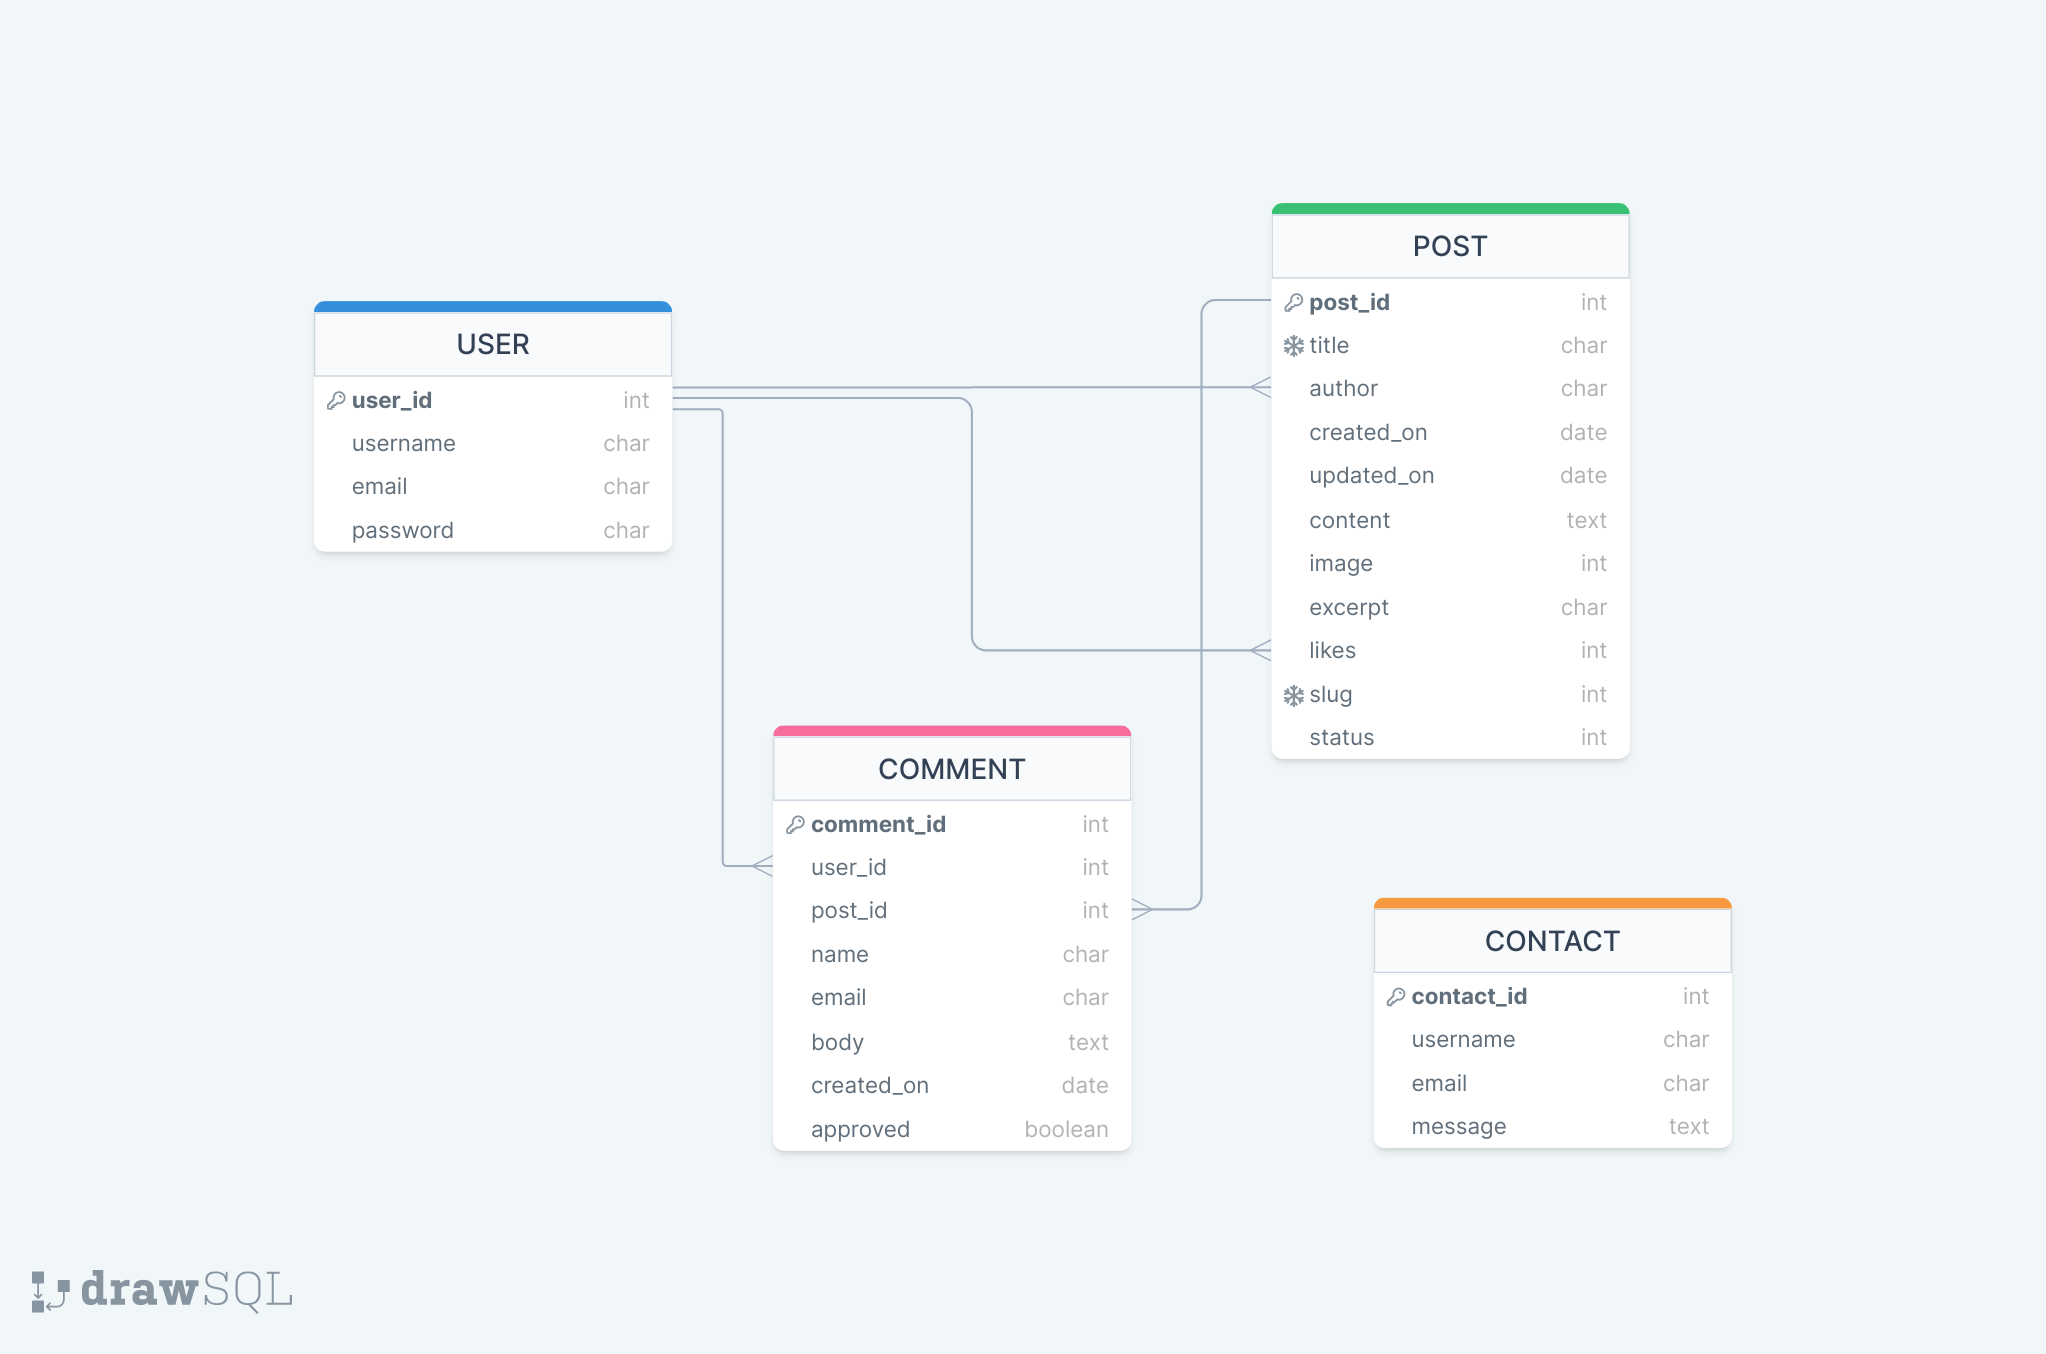 USER
user_id int
username char
email char
password char
POST
post_id int
title char
author char
created_on date
updated_on date
content text
image int
excerpt char
likes int
slug int
status int
COMMENT
comment_id int
user_id int
post_id int
name char
email char
body text
created_on date
approved boolean
CONTACT
contact_id int
username char
email char
message text
drawSQL